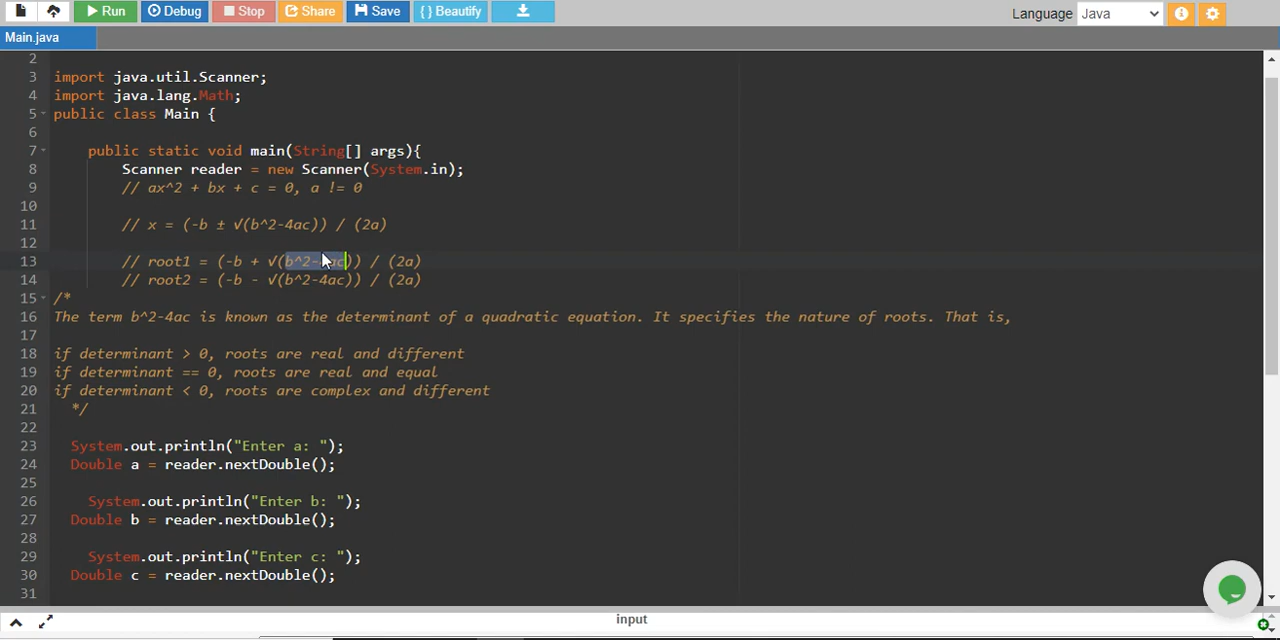 Run Debug Stop Share Save { } Beautify Language Java
Main.java
2
3 import java.util.Scanner;
4 import java.lang.Math;
5 public class Main {
6
7 public static void main(String[] args){
8 Scanner reader = new Scanner(System.in);
9 // ax^2 + bx + c = 0, a != 0
10
11 // x = (-b ± √(b^2-4ac)) / (2a)
12
13 // root1 = (-b + √(b^2-4ac)) / (2a)
14 // root2 = (-b - √(b^2-4ac)) / (2a)
15 /*
16 The term b^2-4ac is known as the determinant of a quadratic equation. It specifies the nature of roots. That is,
17
18 if determinant > 0, roots are real and different
19 if determinant == 0, roots are real and equal
20 if determinant < 0, roots are complex and different
21 */
22
23 System.out.println("Enter a: ");
24 Double a = reader.nextDouble();
25
26 System.out.println("Enter b: ");
27 Double b = reader.nextDouble();
28
29 System.out.println("Enter c: ");
30 Double c = reader.nextDouble();
31
input